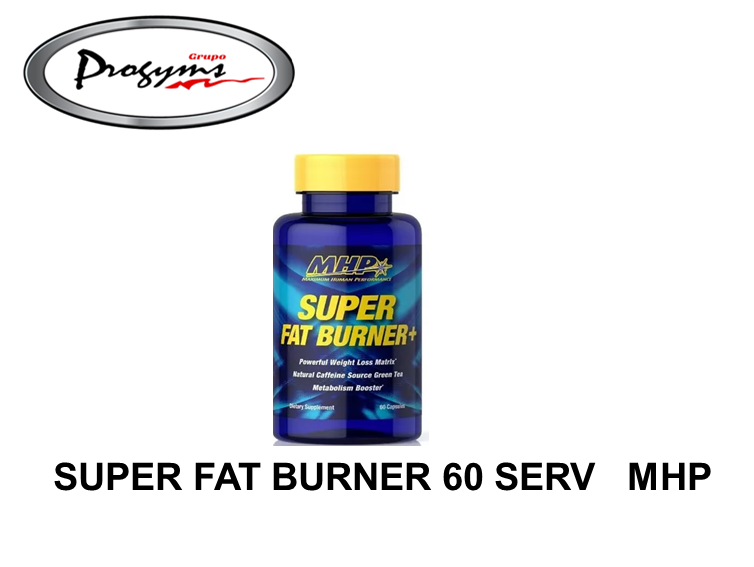 Grupo
Progyms
MHP
MAXIMUM HUMAN PERFORMANCE
SUPER
FAT BURNER+
Powerful Weight Loss Matrix*
Natural Caffeine Source Green Tea
Metabolism Booster*
Dietary Supplement 60 Capsules
SUPER FAT BURNER 60 SERV MHP